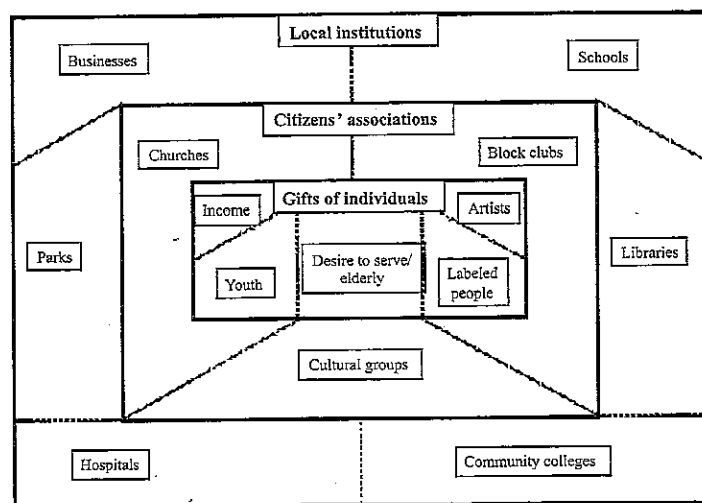 Local institutions
Businesses
Schools
Citizens' associations
Churches
Block clubs
Gifts of individuals
Income
Artists
Parks
Libraries
Youth
Desire to serve/
elderly
Labeled
people
Cultural groups
Hospitals
Community colleges